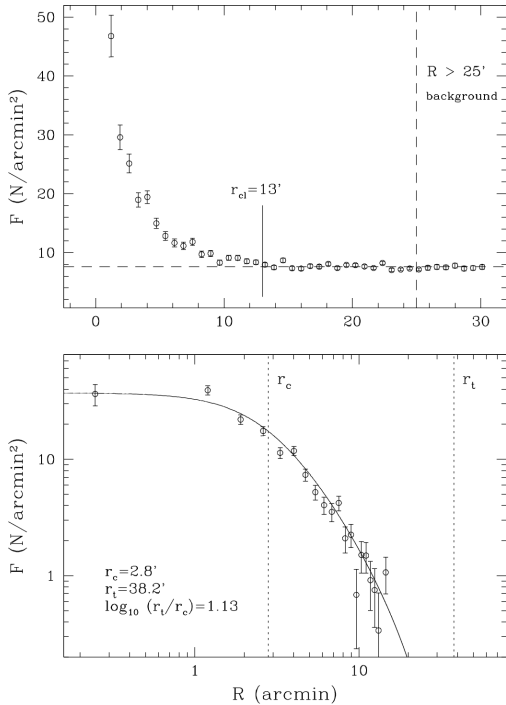 50
40
30
20
10
F (N/arcmin²)
R > 25'
background
r_cl=13'
0
10
20
30
10
1
F (N/arcmin²)
r_c
r_t
r_c=2.8'
r_t=38.2'
log₁₀ (r_t/r_c)=1.13
1
10
R (arcmin)